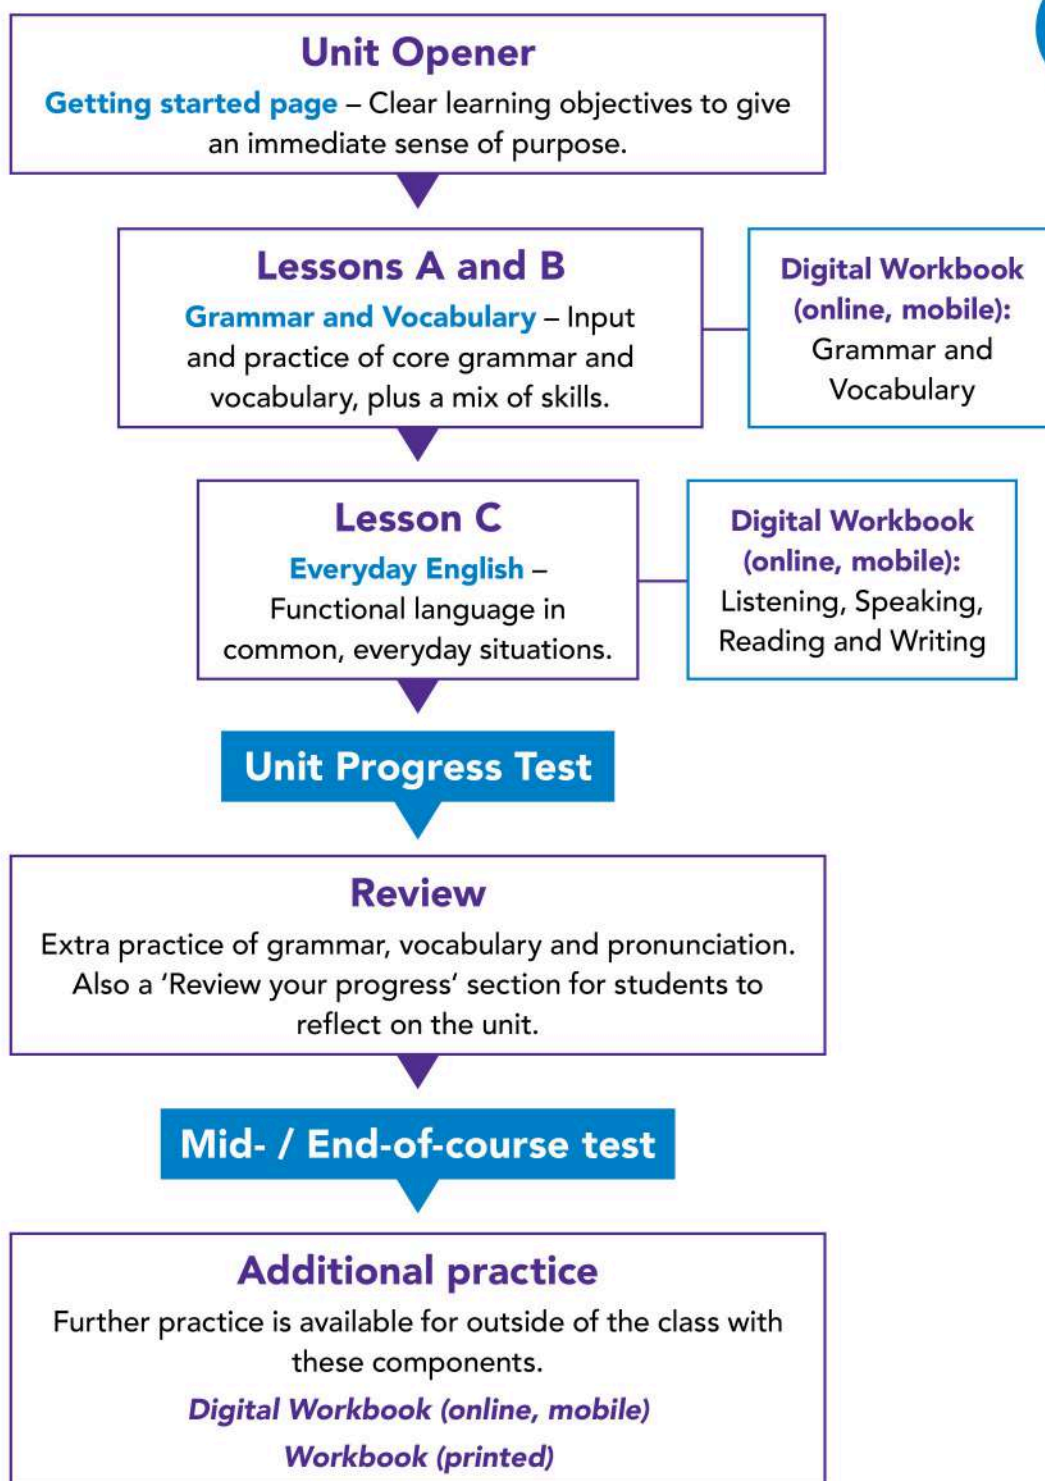 Unit Opener
Getting started page – Clear learning objectives to give
an immediate sense of purpose.
Lessons A and B
Grammar and Vocabulary – Input
and practice of core grammar and
vocabulary, plus a mix of skills.
Digital Workbook
(online, mobile):
Grammar and
Vocabulary
Lesson C
Everyday English –
Functional language in
common, everyday situations.
Digital Workbook
(online, mobile):
Listening, Speaking,
Reading and Writing
Unit Progress Test
Review
Extra practice of grammar, vocabulary and pronunciation.
Also a ‘Review your progress‘ section for students to
reflect on the unit.
Mid- / End-of-course test
Additional practice
Further practice is available for outside of the class with
these components.
Digital Workbook (online, mobile)
Workbook (printed)